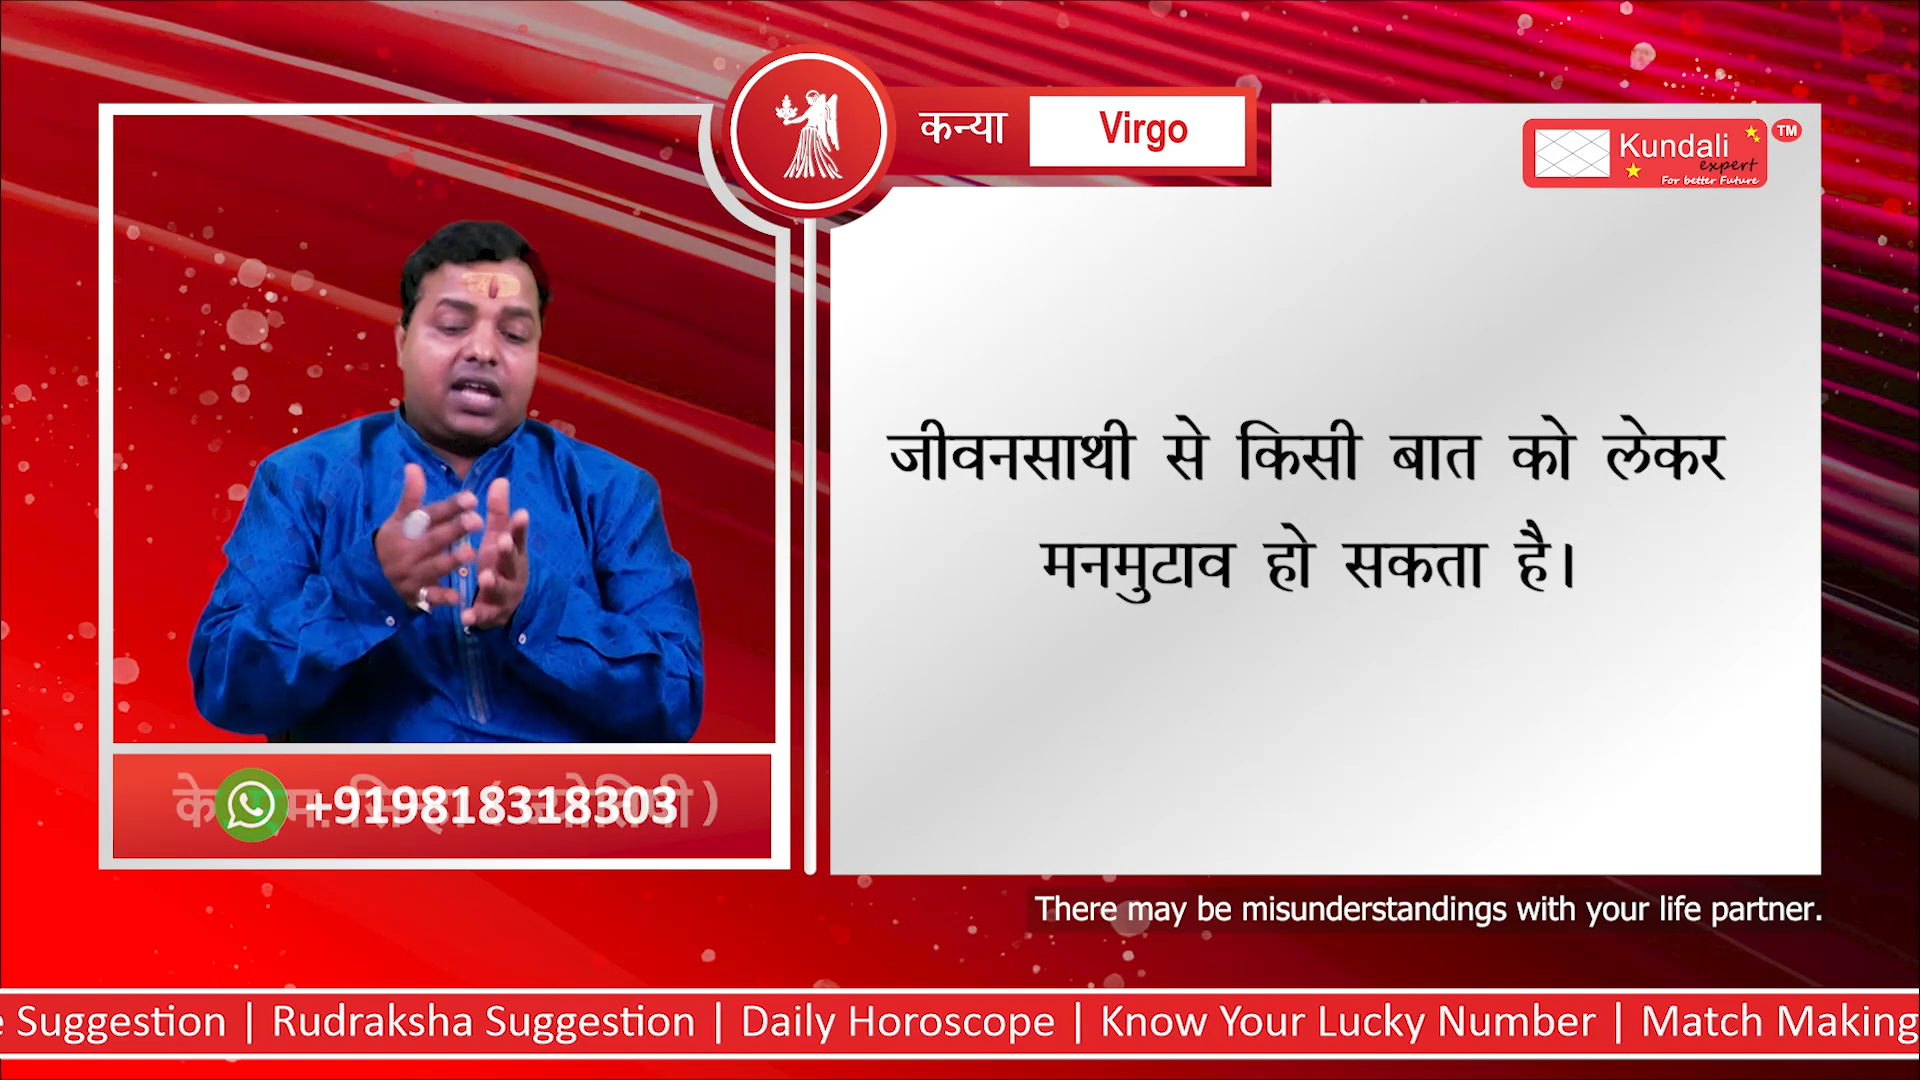 कन्या
Virgo
Kundali
expert
For better Future
TM
जीवनसाथी से किसी बात को लेकर
मनमुटाव हो सकता है।
+919818318303
There may be misunderstandings with your life partner.
e Suggestion | Rudraksha Suggestion | Daily Horoscope | Know Your Lucky Number | Match Making